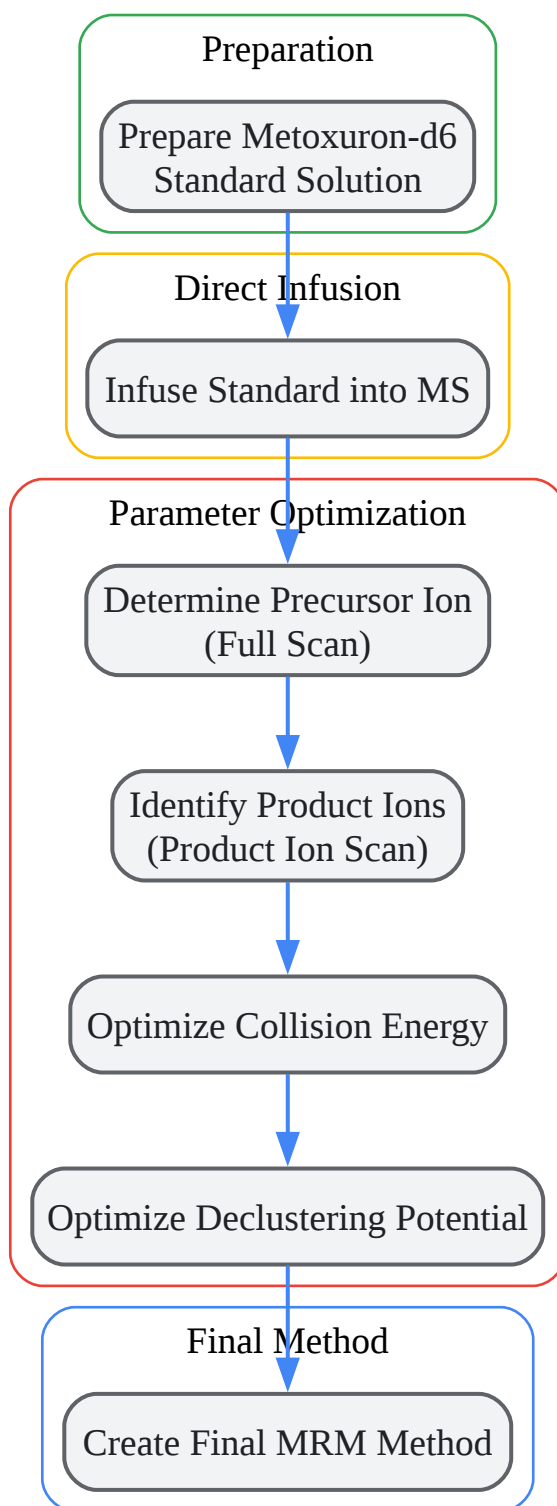 Preparation
Prepare Metoxuron-d6
Standard Solution
Direct Infusion
Infuse Standard into MS
Parameter Optimization
Determine Precursor Ion
(Full Scan)
Identify Product Ions
(Product Ion Scan)
Optimize Collision Energy
Optimize Declustering Potential
Final Method
Create Final MRM Method